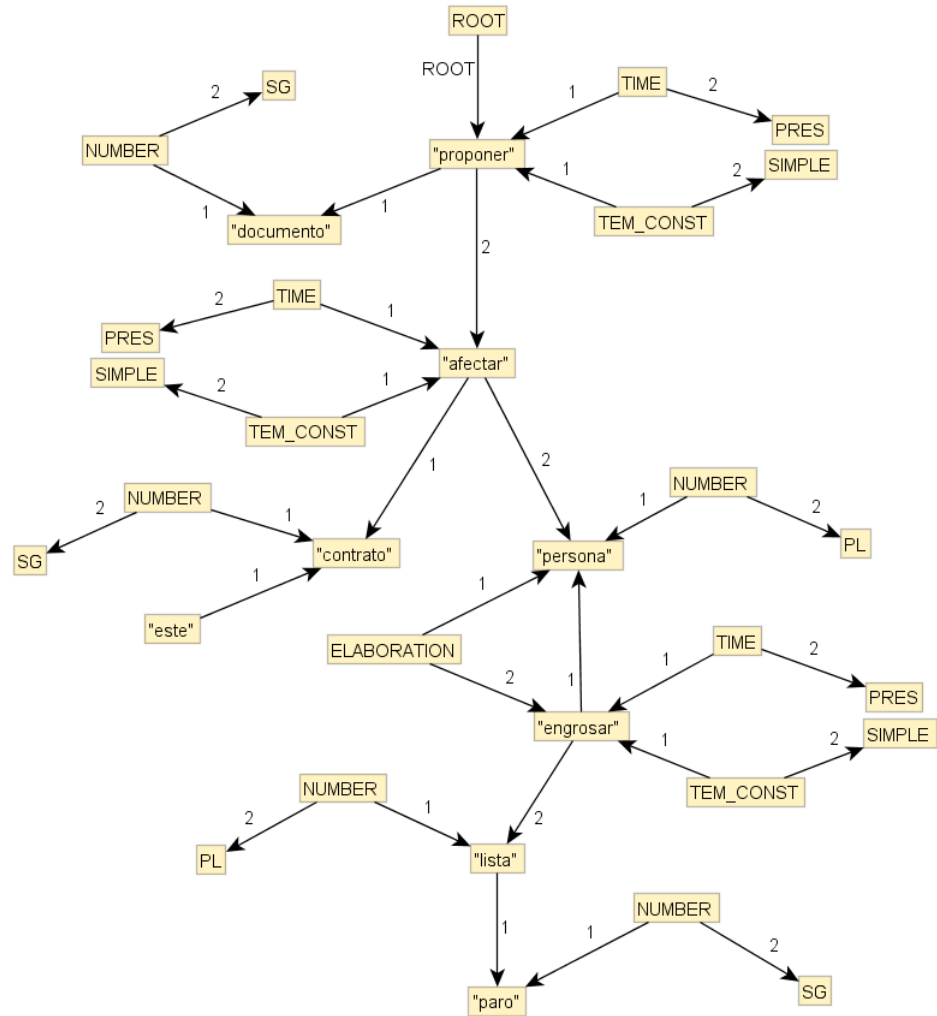 ROOT
ROOT
SG
TIME
2
1
2
NUMBER
PRES
"proponer"
SIMPLE
1
2
1
1
TEM_CONST
"documento"
2
TIME
2
1
PRES
"afectar"
SIMPLE
2
1
TEM_CONST
1
2
NUMBER
NUMBER
2
1
1
2
SG
"contrato"
"persona"
PL
1
1
"este"
TIME
ELABORATION
1
2
2
1
PRES
"engrosar"
SIMPLE
1
2
NUMBER
TEM_CONST
2
1
2
PL
"lista"
NUMBER
1
1
2
"paro"
SG